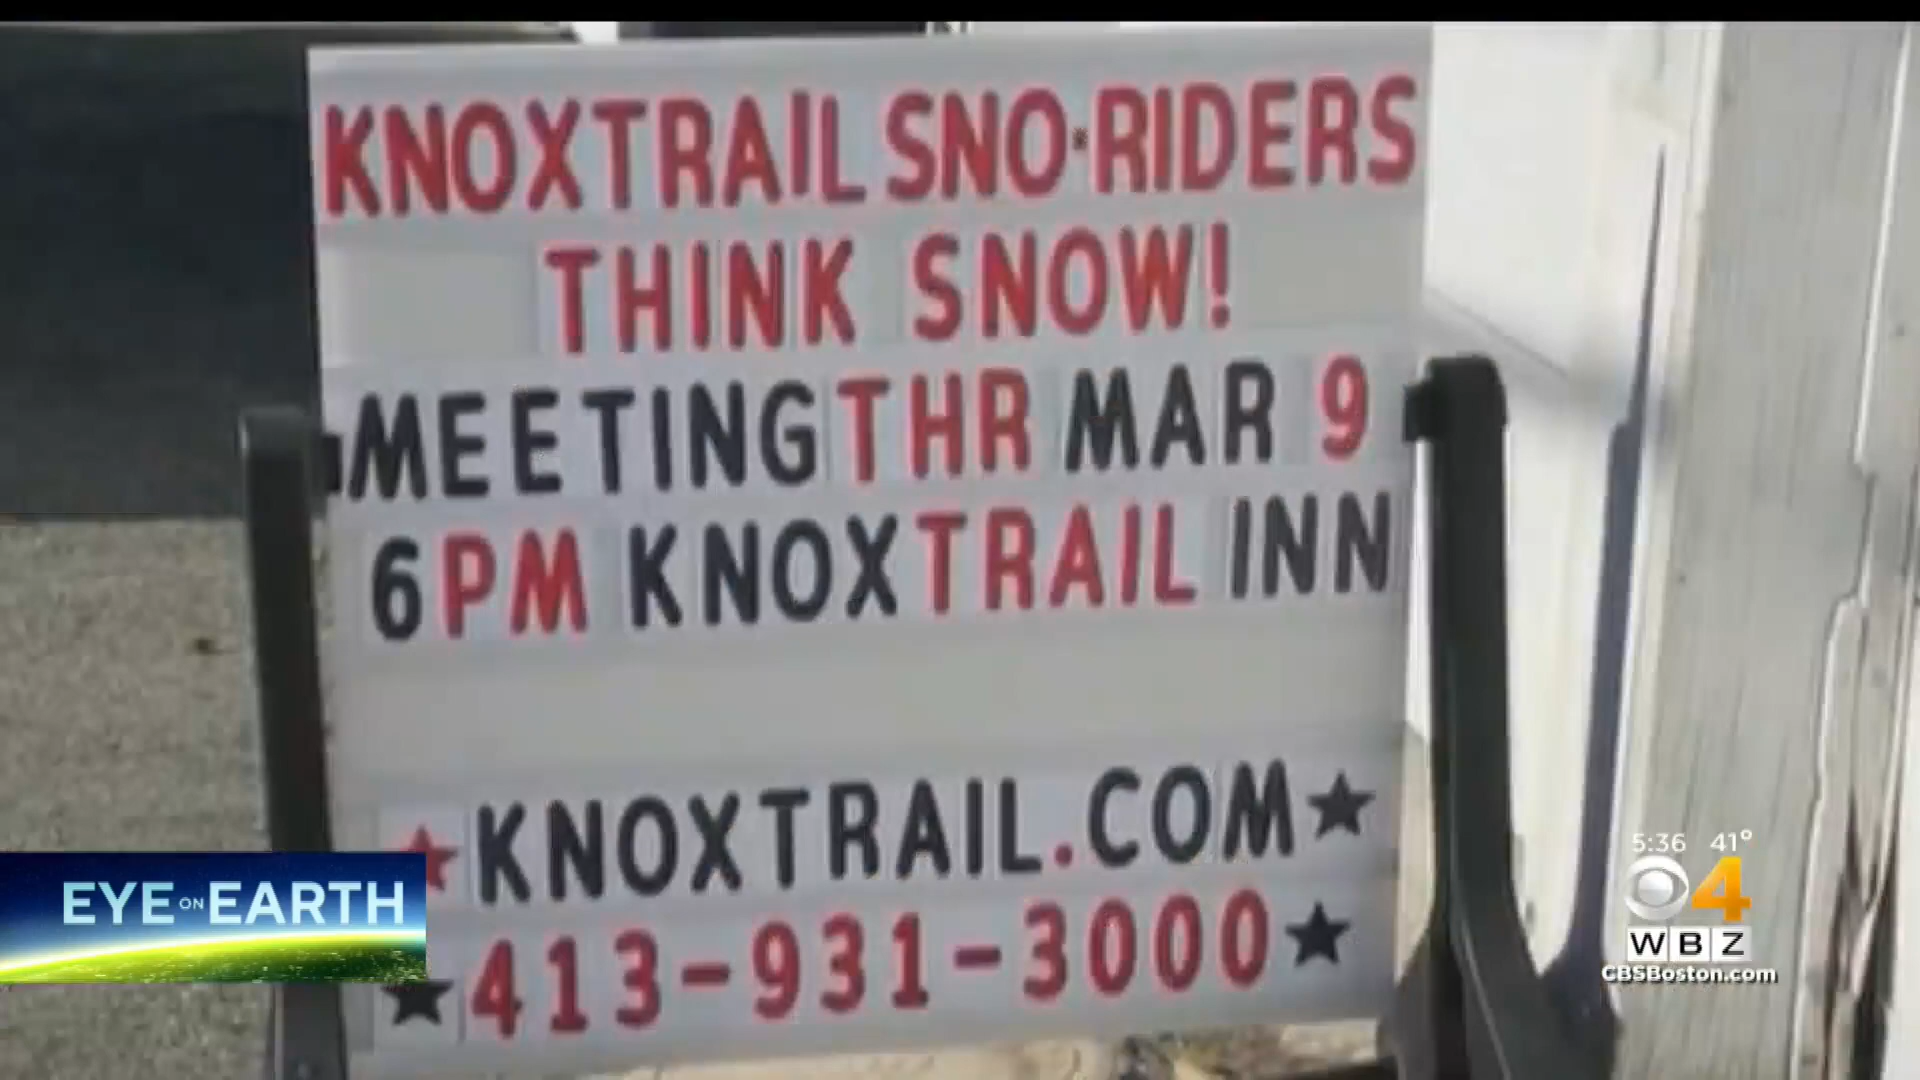 KNOXTRAIL SNO-RIDERS
THINK SNOW!
MEETING THR MAR 9
6PM KNOXTRAIL INN
★KNOXTRAIL.COM★
★413-931-3000★
EYE ON EARTH
5:36 41°
4
WBZ
CBSBoston.com